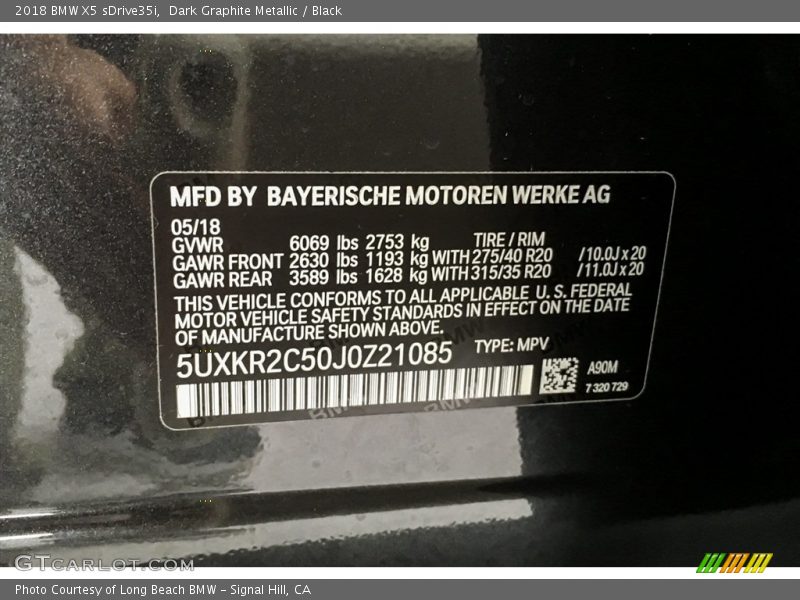 2018 BMW X5 sDrive35i, Dark Graphite Metallic / Black
MFD BY BAYERISCHE MOTOREN WERKE AG
05/18
GVWR 6069 lbs 2753 kg TIRE / RIM
GAWR FRONT 2630 lbs 1193 kg WITH 275/40 R20 /10.0J x 20
GAWR REAR 3589 lbs 1628 kg WITH 315/35 R20 /11.0J x 20
THIS VEHICLE CONFORMS TO ALL APPLICABLE U. S. FEDERAL
MOTOR VEHICLE SAFETY STANDARDS IN EFFECT ON THE DATE
OF MANUFACTURE SHOWN ABOVE.
5UXKR2C50J0Z21085 TYPE: MPV
A90M
7 320 729
GTCARLOT.COM
Photo Courtesy of Long Beach BMW - Signal Hill, CA